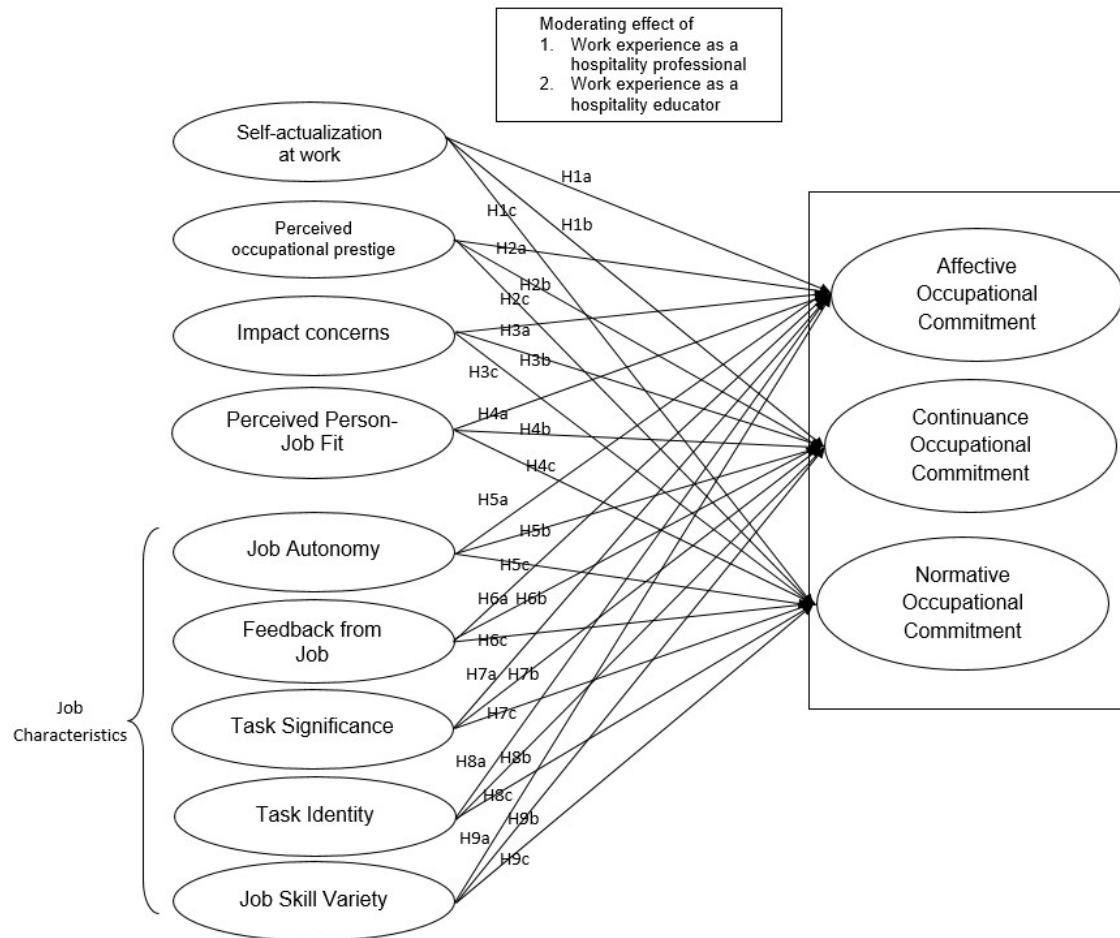 Moderating effect of
1. Work experience as a
hospitality professional
2. Work experience as a
hospitality educator
Self-actualization
at work
Perceived
occupational prestige
Impact concerns
Perceived Person-
Job Fit
Job Autonomy
Feedback from
Job
Task Significance
Task Identity
Job Skill Variety
Job
Characteristics
H1a
H1c
H1b
H2a
H2b
H2c
H3a
H3b
H3c
H4a
H4b
H4c
H5a
H5b
H5c
H6a
H6b
H6c
H7a
H7b
H7c
H8a
H8b
H8c
H9a
H9b
H9c
Affective
Occupational
Commitment
Continuance
Occupational
Commitment
Normative
Occupational
Commitment